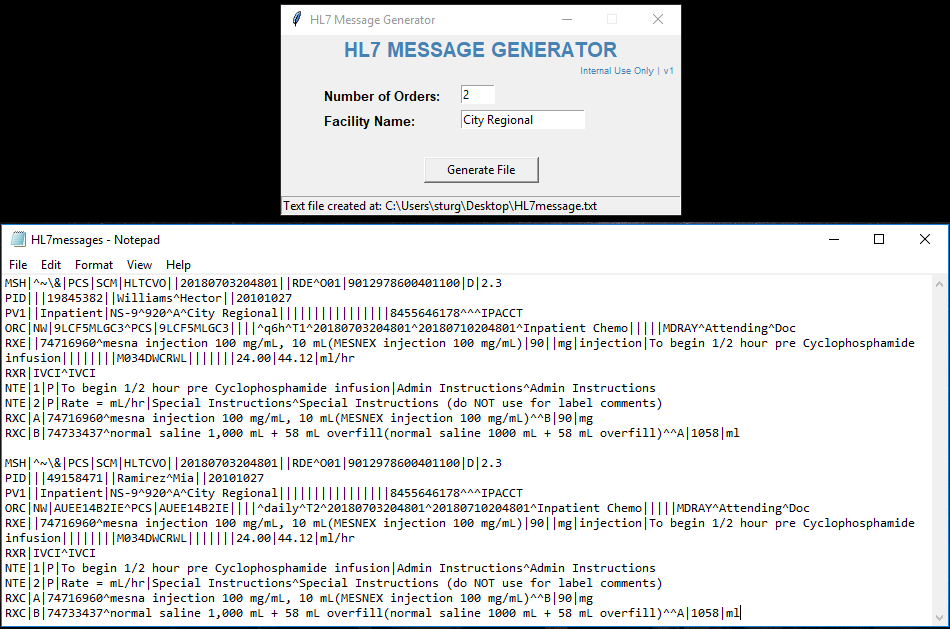 HL7 Message Generator
HL7 MESSAGE GENERATOR
Internal Use Only | v1
Number of Orders: 2
Facility Name: City Regional
Generate File
Text file created at: C:\Users\sturg\Desktop\HL7message.txt
HL7messages - Notepad
File Edit Format View Help
MSH|^~\&|PCS|SCM|HLTCVO||20180703204801||RDE^O01|9012978600401100|D|2.3
PID|||19845382||Williams^Hector||20101027
PV1||Inpatient|NS-9^920^A^City Regional|||||||||||||||8455646178^^^IPACCT
ORC|NW|9LCF5MLGC3^PCS|9LCF5MLGC3||||^q6h^T1^20180703204801^20180710204801^Inpatient Chemo|||||MDRAY^Attending^Doc
RXE||74716960^mesna injection 100 mg/mL, 10 mL(MESNEX injection 100 mg/mL)|90||mg|injection|To begin 1/2 hour pre Cyclophosphamide
infusion||||||||M034DWCRWL|||||||24.00|44.12|ml/hr
RXR|IVCI^IVCI
NTE|1|P|To begin 1/2 hour pre Cyclophosphamide infusion|Admin Instructions^Admin Instructions
NTE|2|P|Rate = mL/hr|Special Instructions^Special Instructions (do NOT use for label comments)
RXC|A|74716960^mesna injection 100 mg/mL, 10 mL(MESNEX injection 100 mg/mL)^^B|90|mg
RXC|B|74733437^normal saline 1,000 mL + 58 mL overfill(normal saline 1000 mL + 58 mL overfill)^^A|1058|ml
MSH|^~\&|PCS|SCM|HLTCVO||20180703204801||RDE^O01|9012978600401100|D|2.3
PID|||49158471||Ramirez^Mia||20101027
PV1||Inpatient|NS-9^920^A^City Regional|||||||||||||||8455646178^^^IPACCT
ORC|NW|AUEE14B2IE^PCS|AUEE14B2IE||||^daily^T2^20180703204801^20180710204801^Inpatient Chemo|||||MDRAY^Attending^Doc
RXE||74716960^mesna injection 100 mg/mL, 10 mL(MESNEX injection 100 mg/mL)|90||mg|injection|To begin 1/2 hour pre Cyclophosphamide
infusion||||||||M034DWCRWL|||||||24.00|44.12|ml/hr
RXR|IVCI^IVCI
NTE|1|P|To begin 1/2 hour pre Cyclophosphamide infusion|Admin Instructions^Admin Instructions
NTE|2|P|Rate = mL/hr|Special Instructions^Special Instructions (do NOT use for label comments)
RXC|A|74716960^mesna injection 100 mg/mL, 10 mL(MESNEX injection 100 mg/mL)^^B|90|mg
RXC|B|74733437^normal saline 1,000 mL + 58 mL overfill(normal saline 1000 mL + 58 mL overfill)^^A|1058|ml